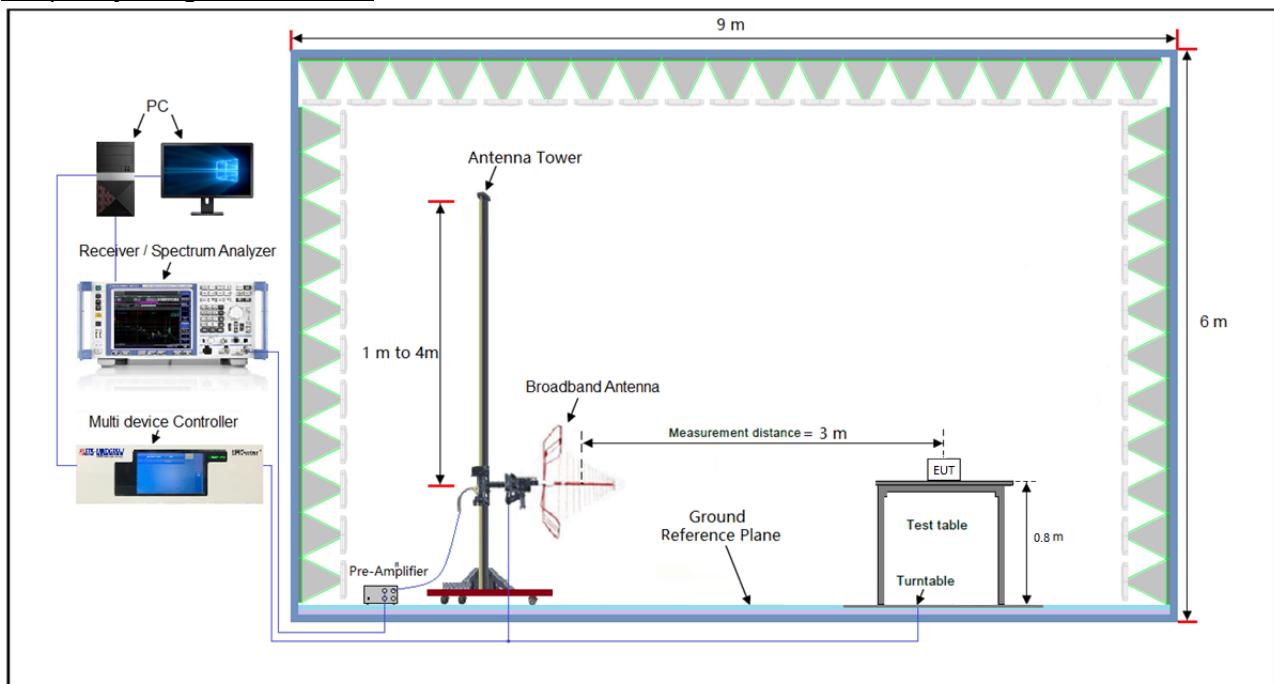 9 m
PC
Antenna Tower
Receiver / Spectrum Analyzer
6 m
1 m to 4m
Broadband Antenna
Multi device Controller
Measurement distance = 3 m
EUT
Ground
Reference Plane
Test table
0.8 m
Pre-Amplifier
Turntable